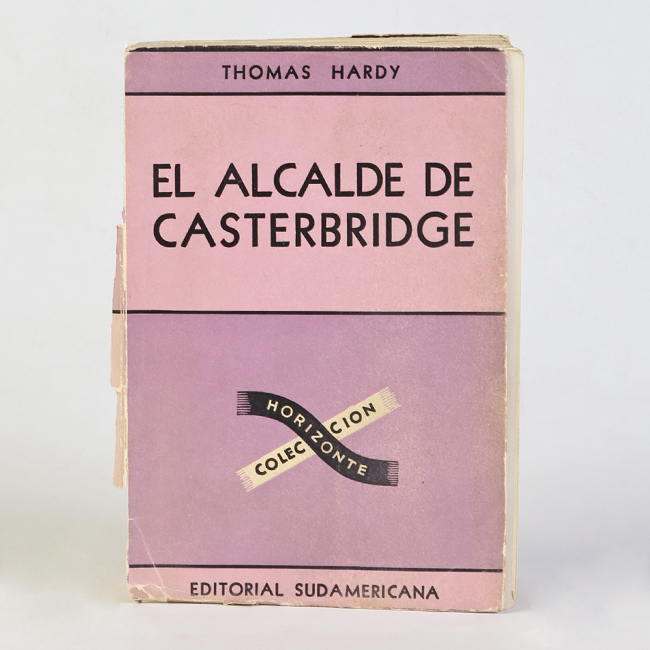 THOMAS HARDY
EL ALCALDE DE
CASTERBRIDGE
COLECCION
HORIZONTE
EDITORIAL SUDAMERICANA